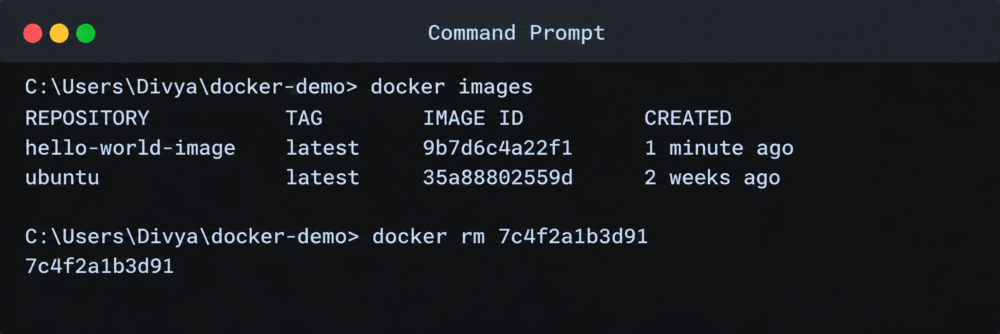 Command Prompt
C:\Users\Divya\docker-demo> docker images
REPOSITORY TAG IMAGE ID CREATED
hello-world-image latest 9b7d6c4a22f1 1 minute ago
ubuntu latest 35a88802559d 2 weeks ago
C:\Users\Divya\docker-demo> docker rm 7c4f2a1b3d91
7c4f2a1b3d91